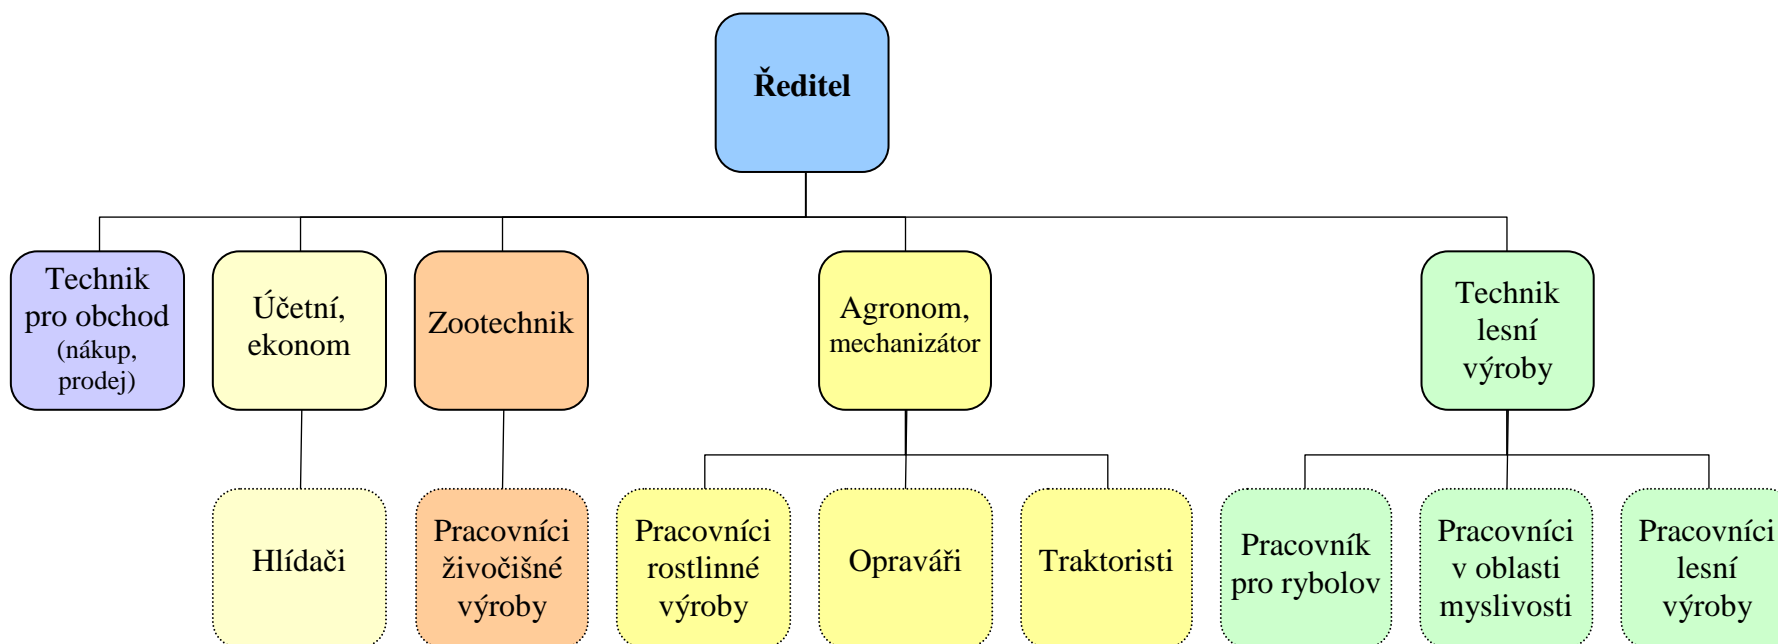 Ředitel
Technik
pro obchod
(nákup,
prodej)
Účetní,
ekonom
Zootechnik
Agronom,
mechanizátor
Technik
lesní
výroby
Hlídači
Pracovníci
živočišné
výroby
Pracovníci
rostlinné
výroby
Opraváři
Traktoristi
Pracovník
pro rybolov
Pracovníci
v oblasti
myslivosti
Pracovníci
lesní
výroby